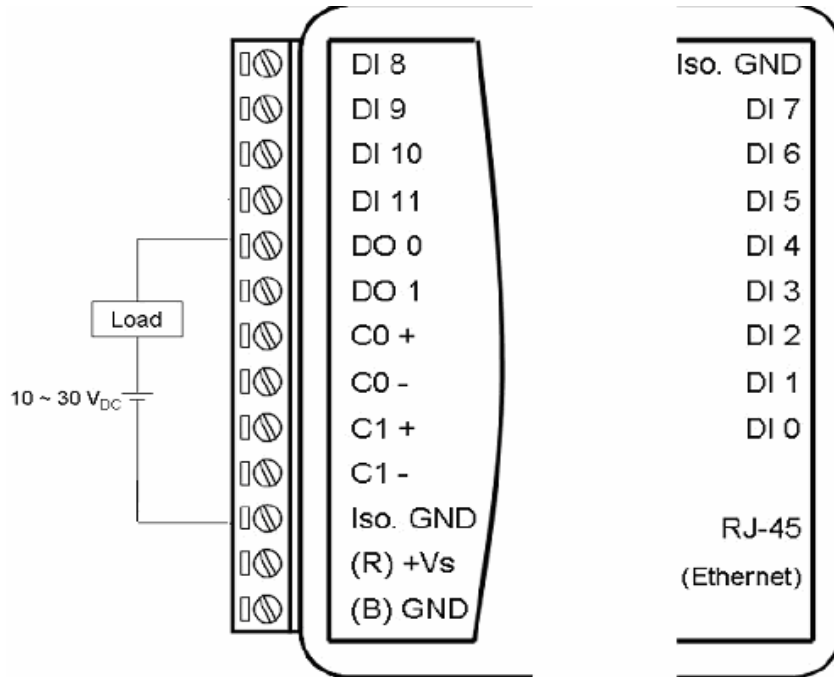 DI 8
DI 9
DI 10
DI 11
DO 0
DO 1
C0 +
C0 -
C1 +
C1 -
Iso. GND
(R) +Vs
(B) GND
Load
10 ~ 30 VDC
Iso. GND
DI 7
DI 6
DI 5
DI 4
DI 3
DI 2
DI 1
DI 0
RJ-45
(Ethernet)